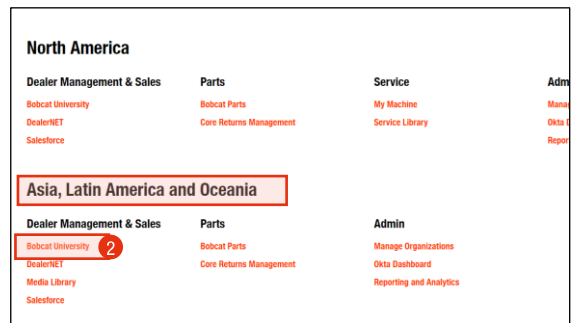 North America
Dealer Management & Sales Parts Service Adm
Bobcat University Bobcat Parts My Machine Manag
DealerNET Core Returns Management Service Library Okta D
Salesforce Repor
Asia, Latin America and Oceania
Dealer Management & Sales Parts Admin
Bobcat University 2 Bobcat Parts Manage Organizations
DealerNET Core Returns Management Okta Dashboard
Media Library Reporting and Analytics
Salesforce